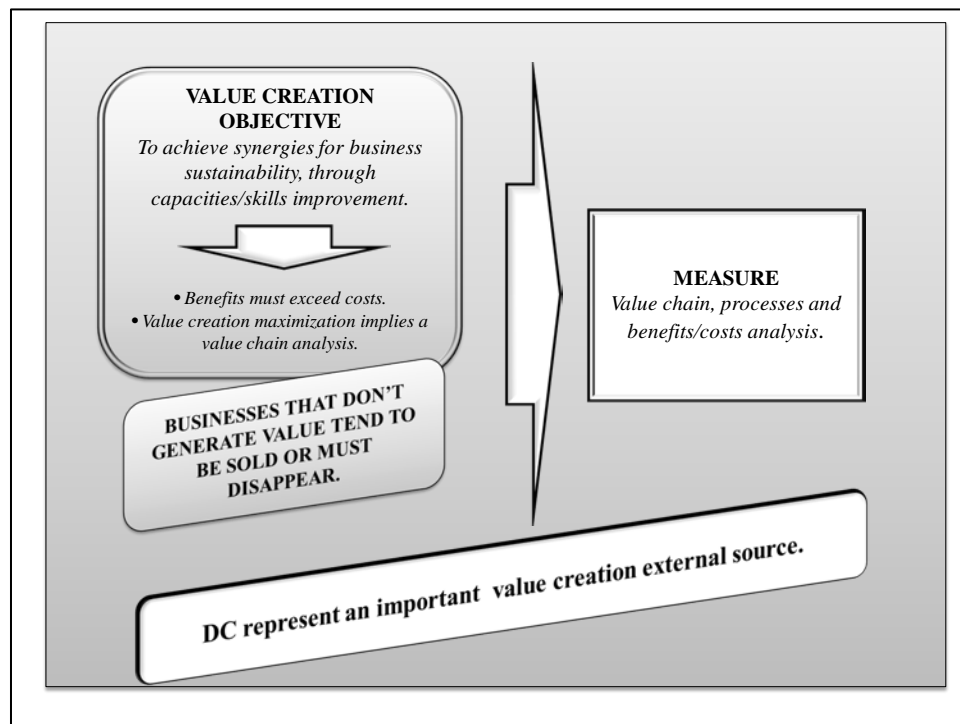 VALUE CREATION
OBJECTIVE
To achieve synergies for business
sustainability, through
capacities/skills improvement.
• Benefits must exceed costs.
• Value creation maximization implies a
value chain analysis.
BUSINESSES THAT DON’T
GENERATE VALUE TEND TO
BE SOLD OR MUST
DISAPPEAR.
MEASURE
Value chain, processes and
benefits/costs analysis.
DC represent an important value creation external source.